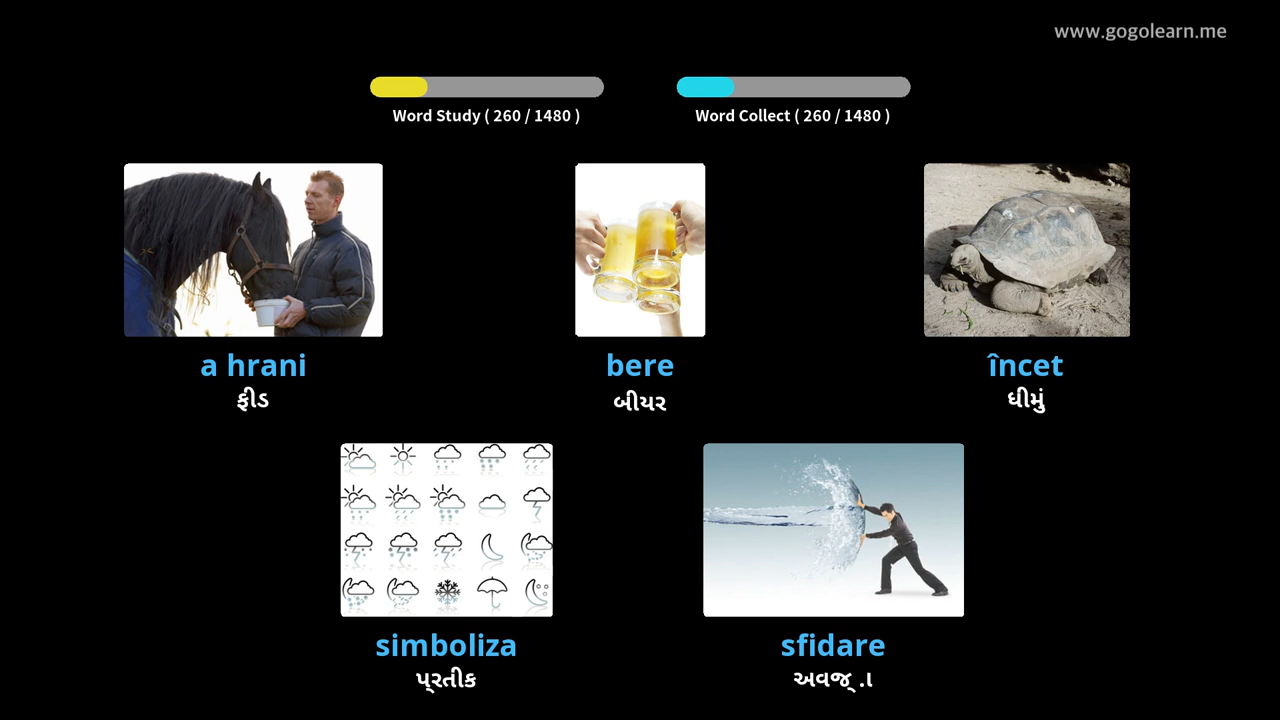 www.gogolearn.me
Word Study ( 260 / 1480 )
Word Collect ( 260 / 1480 )
a hrani
ફીડ
bere
બીયર
încet
ધીમું
simboliza
પ્રતીક
sfidare
અવજ્ .ા